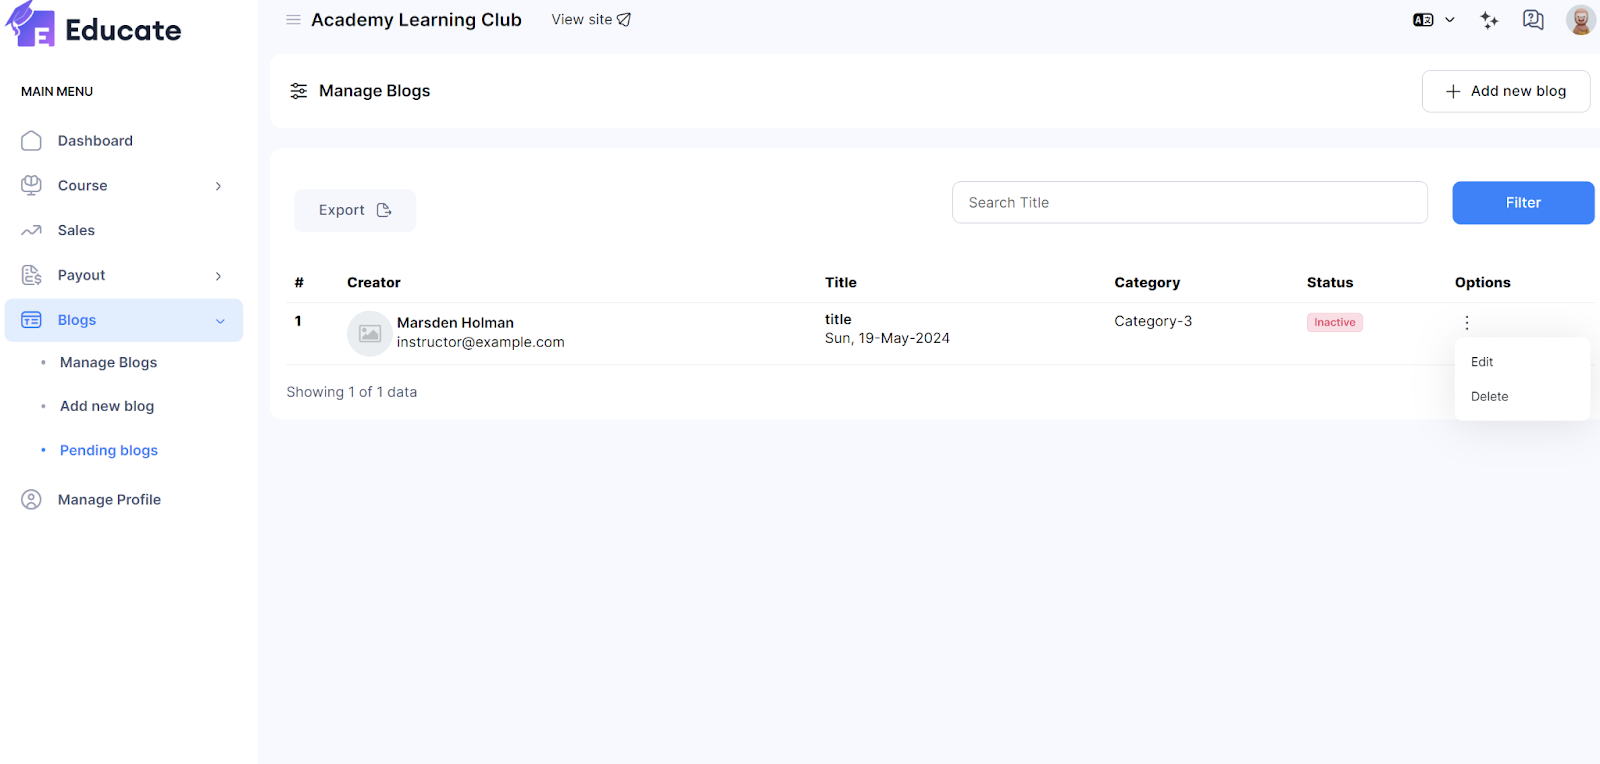 Educate
Academy Learning Club
View site
MAIN MENU
Dashboard
Course
Sales
Payout
Blogs
Manage Blogs
Add new blog
Pending blogs
Manage Profile
Manage Blogs
Add new blog
Export
Search Title
Filter
# Creator Title Category Status Options
1 Marsden Holman title Category-3 Inactive
instructor@example.com Sun, 19-May-2024
Edit
Delete
Showing 1 of 1 data